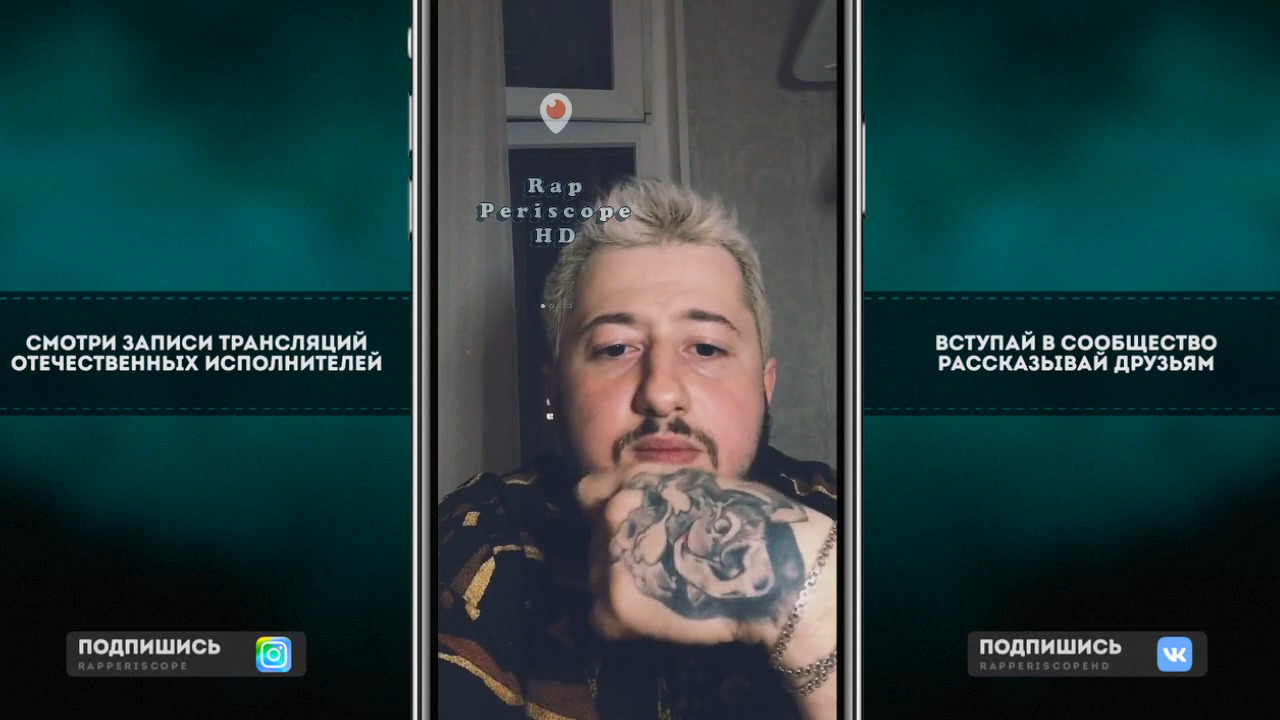 Rap
Periscope
HD
СМОТРИ ЗАПИСИ ТРАНСЛЯЦИЙ
ОТЕЧЕСТВЕННЫХ ИСПОЛНИТЕЛЕЙ
ВСТУПАЙ В СООБЩЕСТВО
РАССКАЗЫВАЙ ДРУЗЬЯМ
ПОДПИШИСЬ
RAPPERISCOPE
ПОДПИШИСЬ
RAPPERISCOPEHD